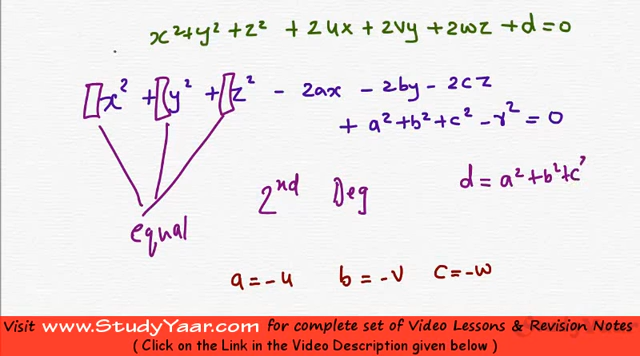 x² + y² + z² + 2ux + 2vy + 2wz + d = 0
x² + y² + z² - 2ax - 2by - 2cz
+ a² + b² + c² - r² = 0
equal
2nd Deg
d = a² + b² + c²
a = -u b = -v c = -w
Visit www.StudyYaar.com for complete set of Video Lessons & Revision Notes
( Click on the Link in the Video Description given below )